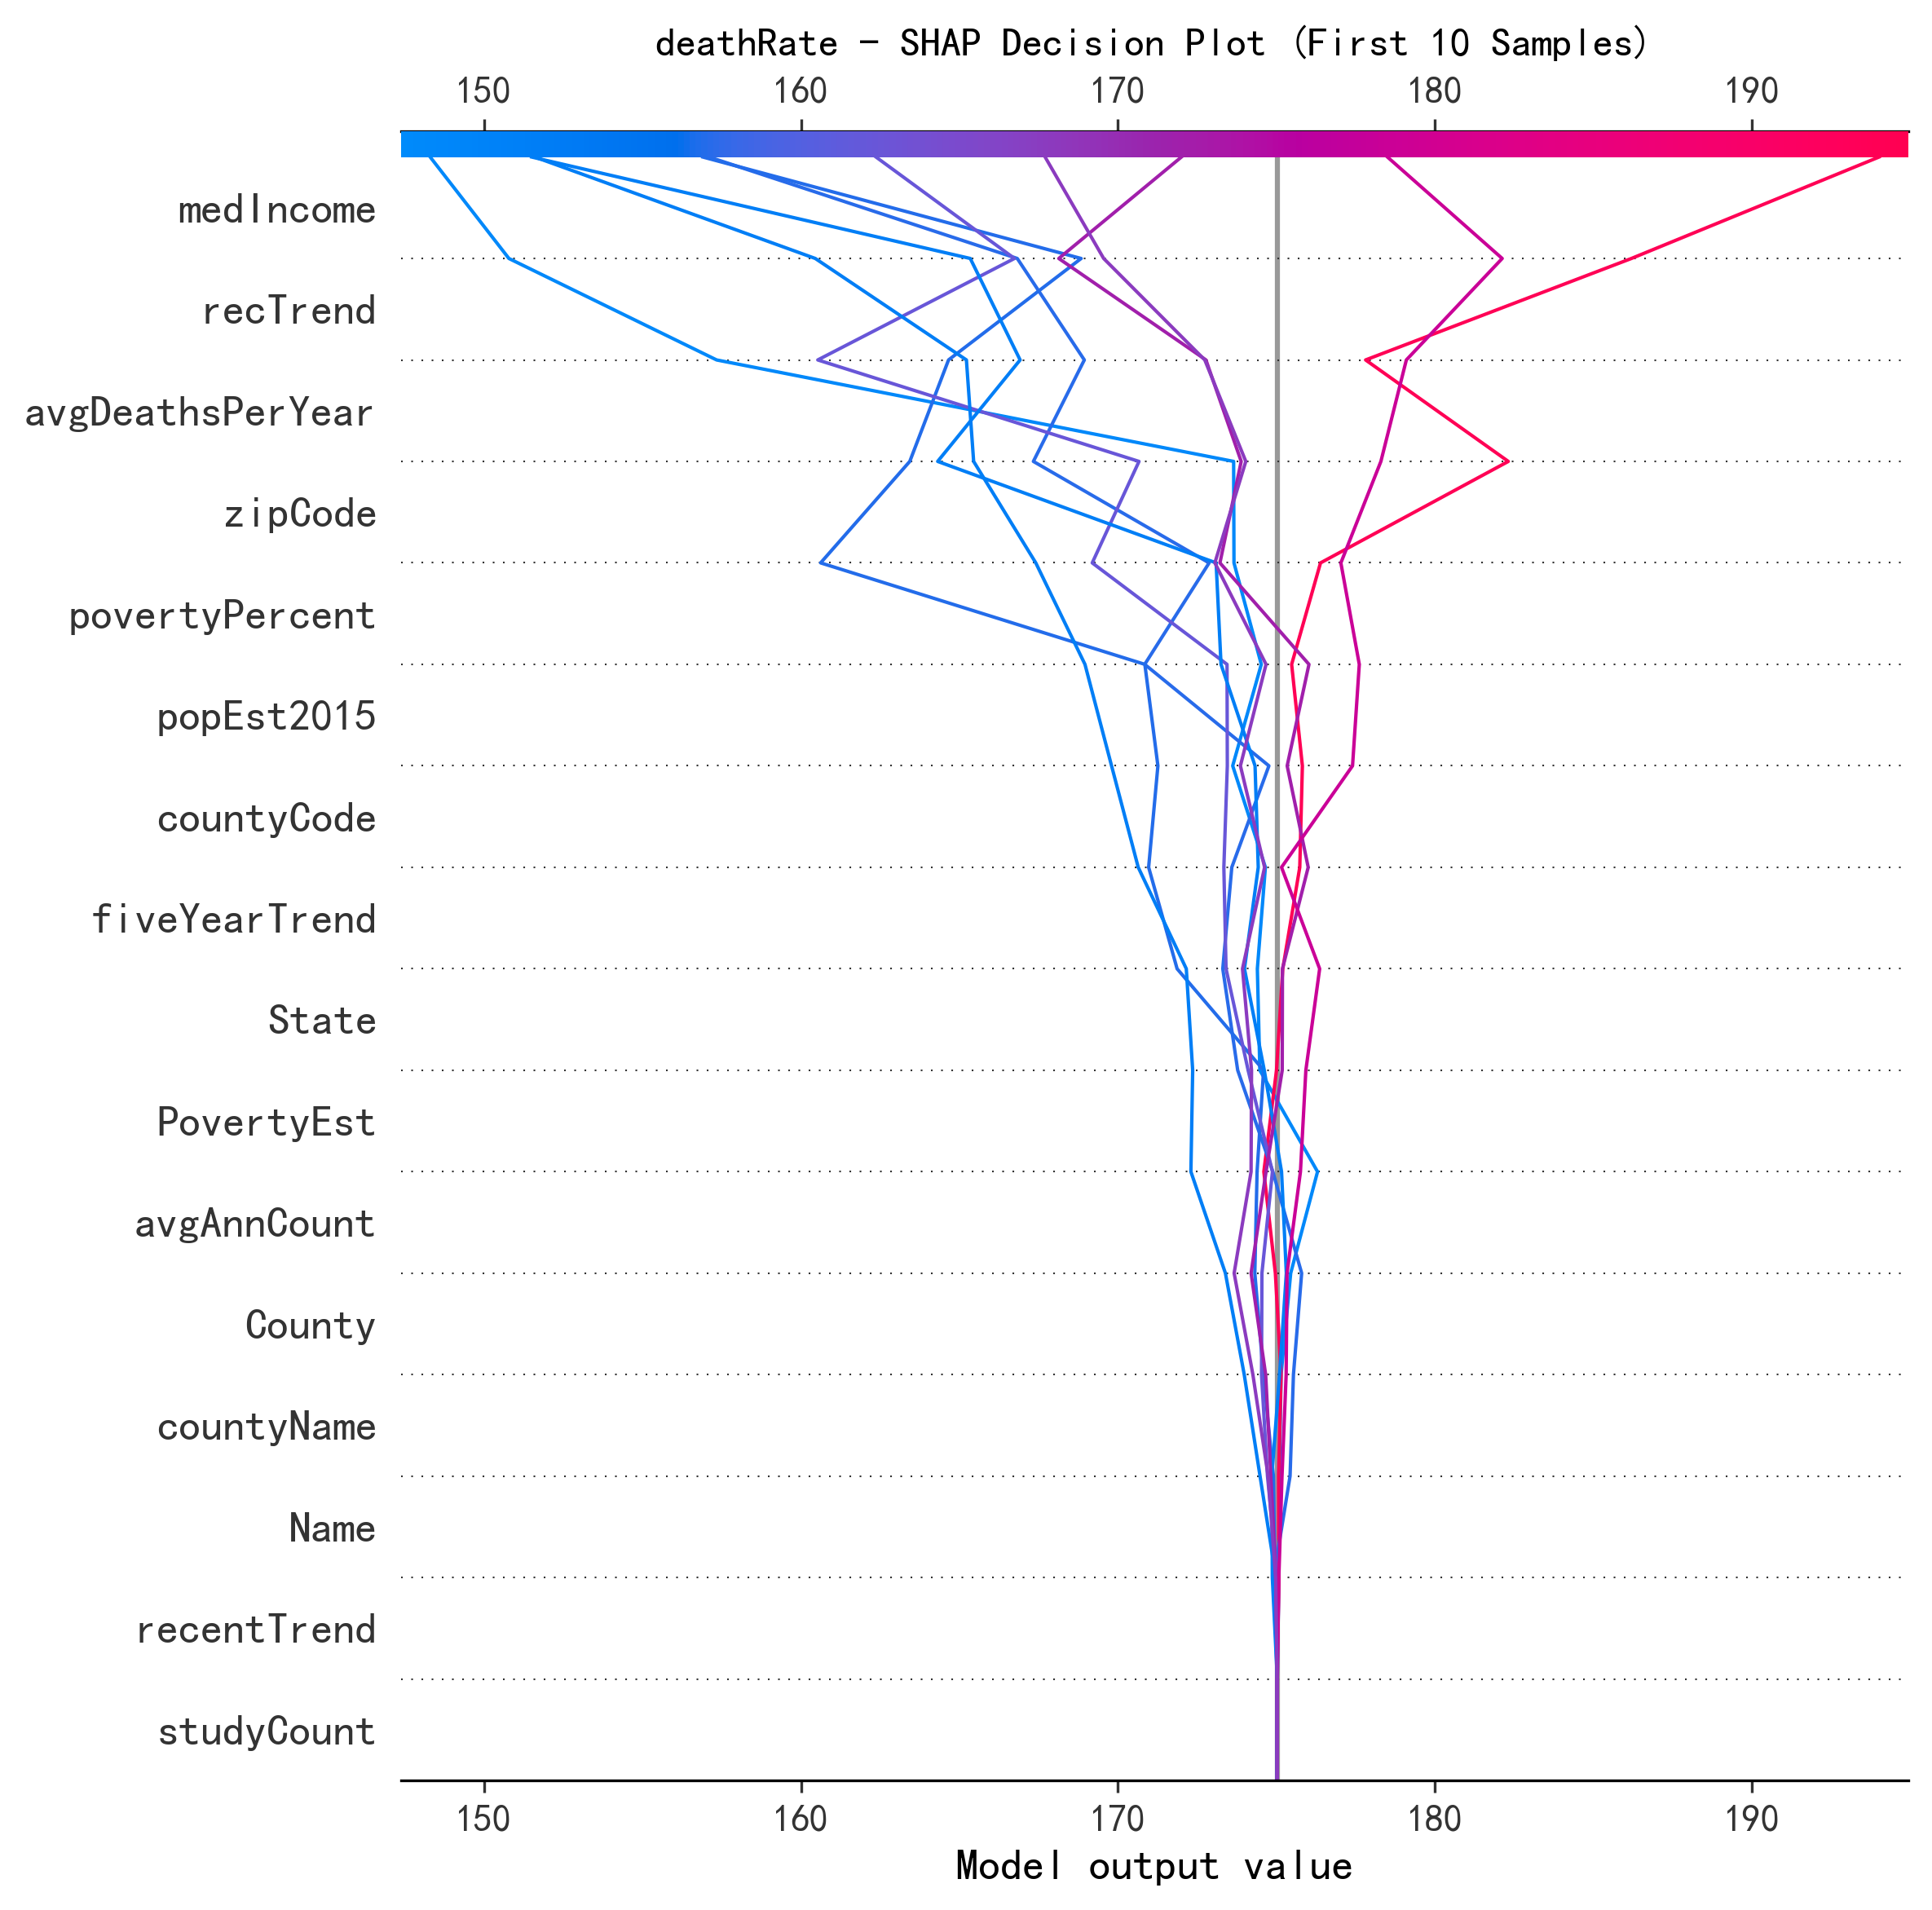 deathRate - SHAP Decision Plot (First 10 Samples)
150 160 170 180 190
medIncome
recTrend
avgDeathsPerYear
zipCode
povertyPercent
popEst2015
countyCode
fiveYearTrend
State
PovertyEst
avgAnnCount
County
countyName
Name
recentTrend
studyCount
150 160 170 180 190
Model output value